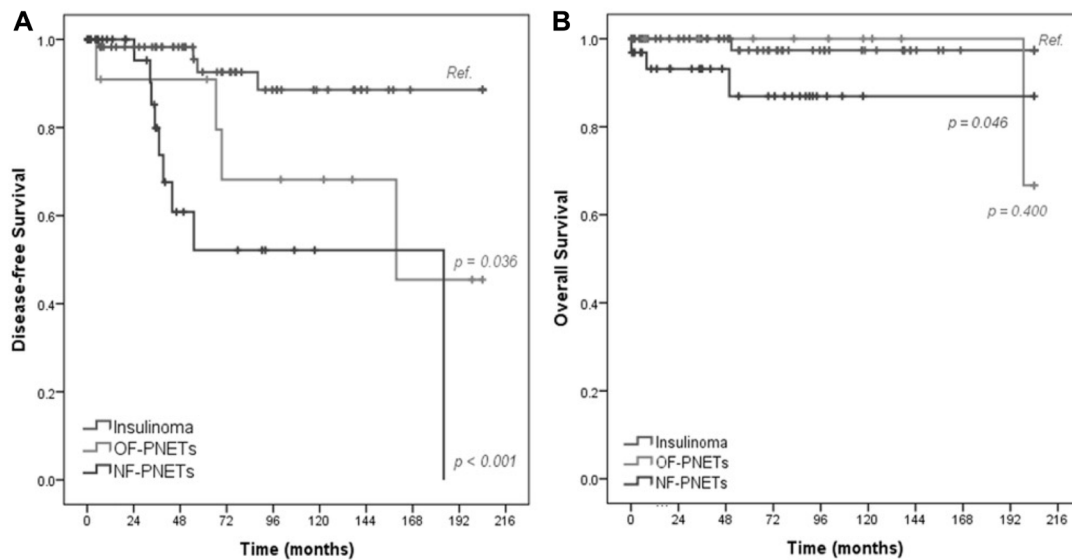 A
Disease-free Survival
1.0
0.8
0.6
0.4
0.2
0.0
Ref.
p = 0.036
p < 0.001
Insulinoma
OF-PNETs
NF-PNETs
0 24 48 72 96 120 144 168 192 216
Time (months)
B
Overall Survival
1.0
0.8
0.6
0.4
0.2
0.0
Ref.
p = 0.046
p = 0.400
Insulinoma
OF-PNETs
NF-PNETs
0 24 48 72 96 120 144 168 192 216
Time (months)